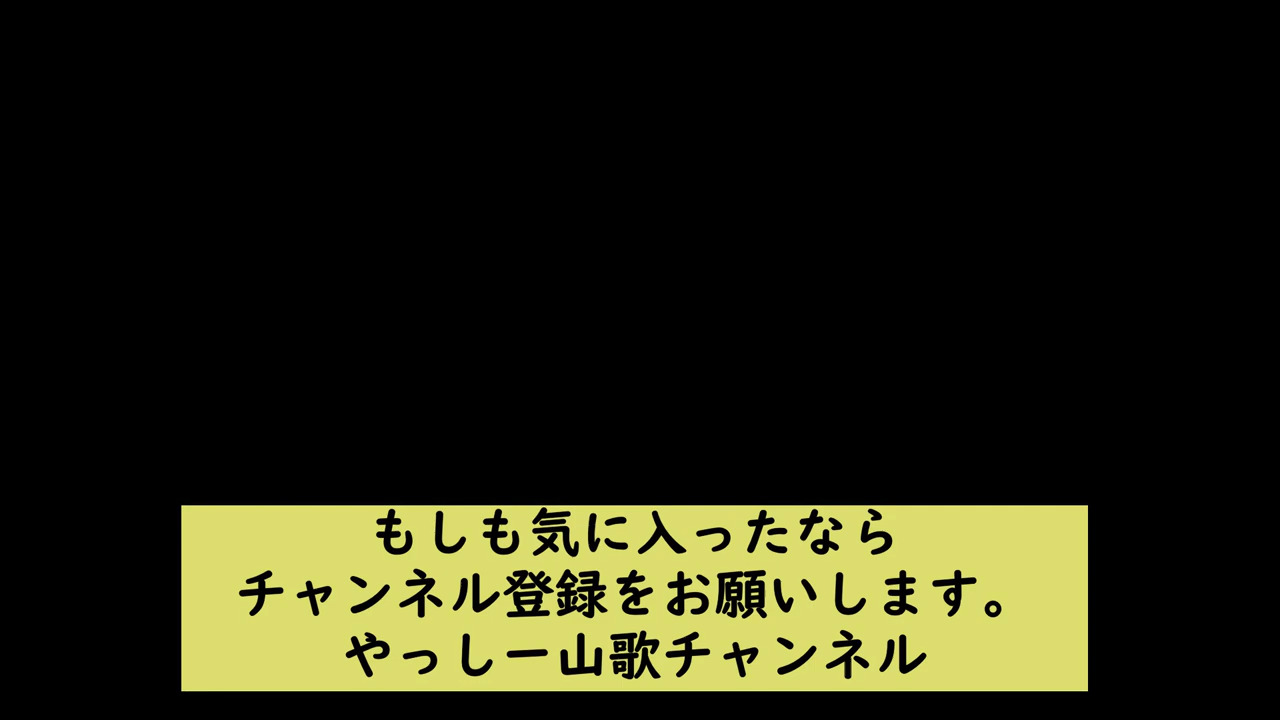 もしも気に入ったなら
チャンネル登録をお願いします。
やっしー山歌チャンネル